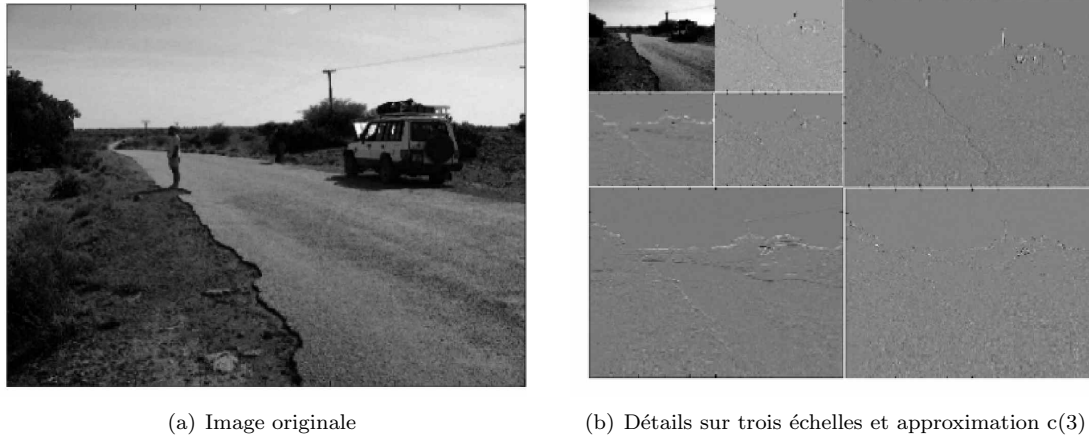 (a) Image originale
(b) Détails sur trois échelles et approximation c(3)